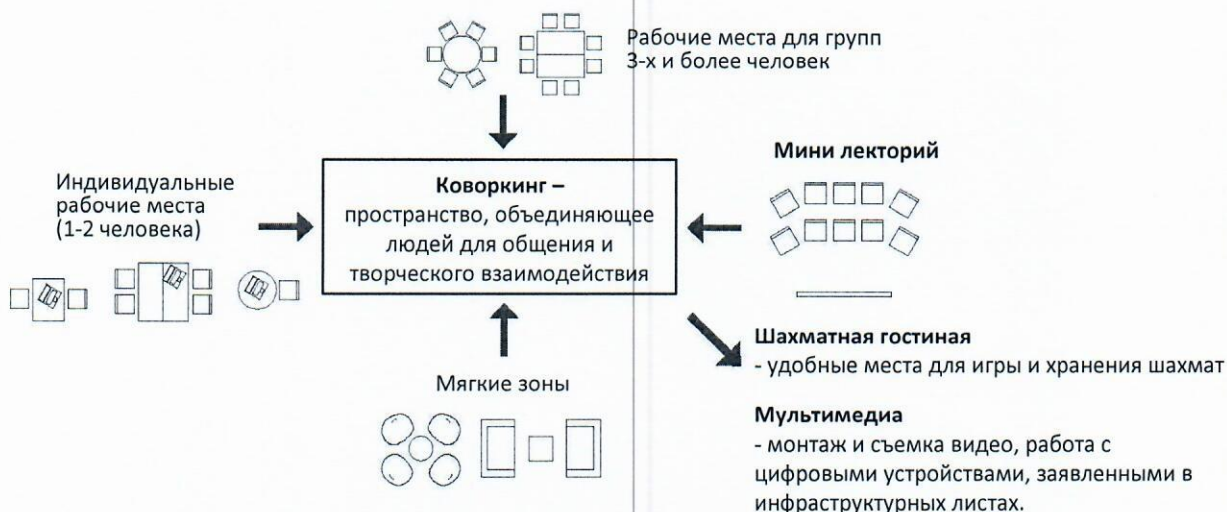 Рабочие места для групп
3-х и более человек
Индивидуальные
рабочие места
(1-2 человека)
Коворкинг –
пространство, объединяющее
людей для общения и
творческого взаимодействия
Мини лекторий
Мягкие зоны
Шахматная гостиная
- удобные места для игры и хранения шахмат
Мультимедиа
- монтаж и съемка видео, работа с
цифровыми устройствами, заявленными в
инфраструктурных листах.